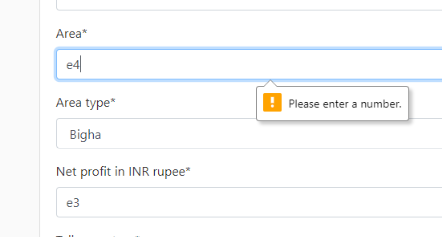 Area*
e4
Please enter a number.
Area type*
Bigha
Net profit in INR rupee*
e3